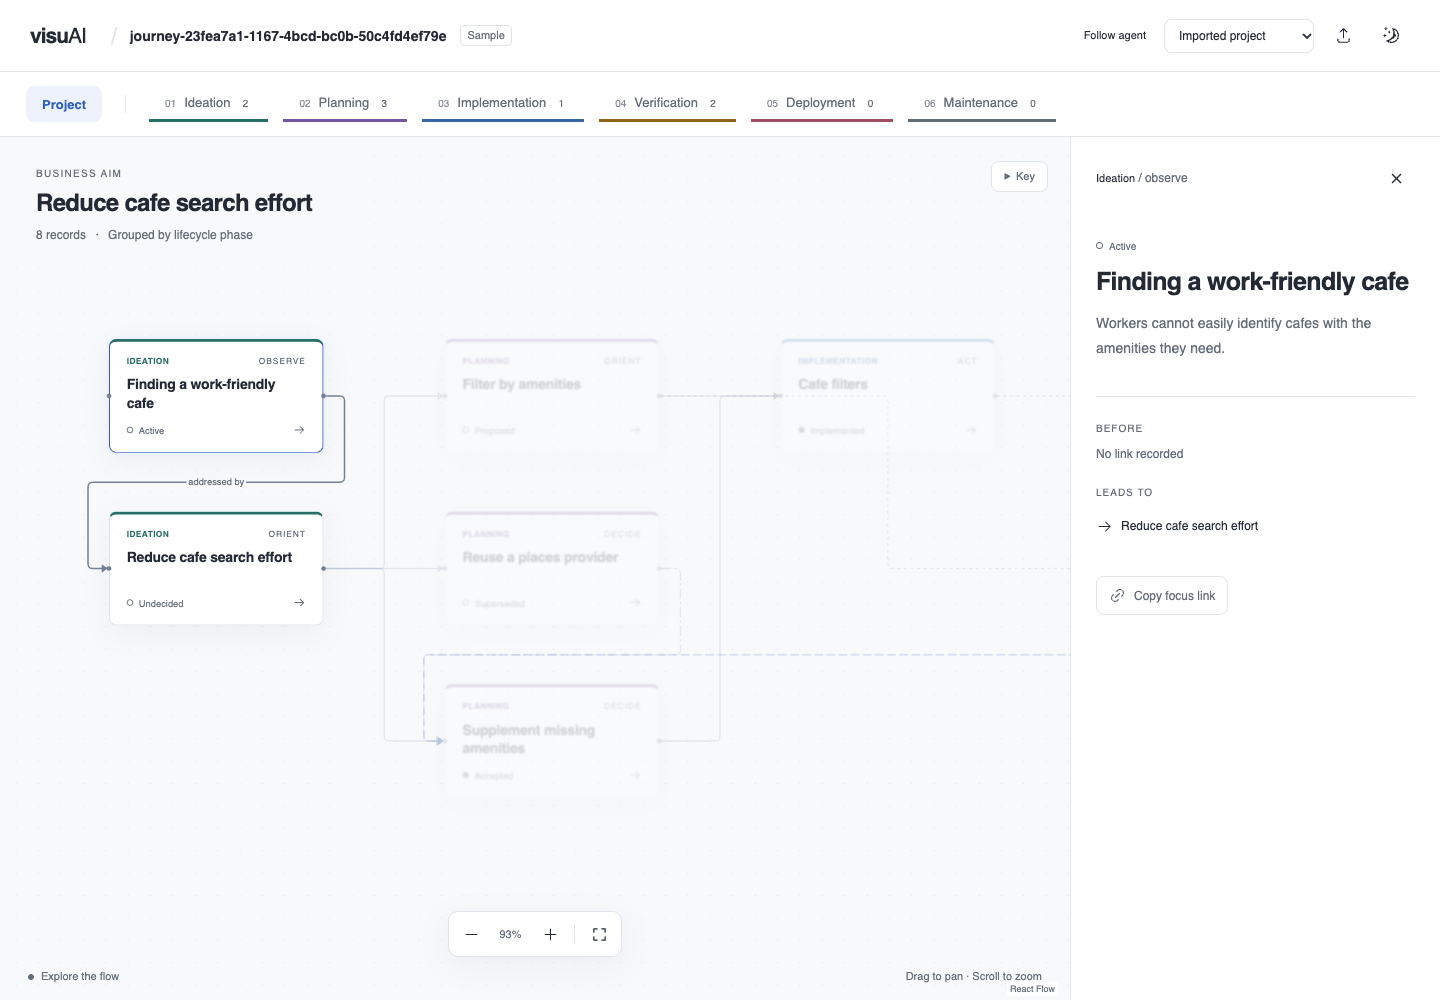 visuAI / journey-23fea7a1-1167-4bcd-bc0b-50c4fd4ef79e Sample
Follow agent Imported project
Project
01 Ideation 2
02 Planning 3
03 Implementation 1
04 Verification 2
05 Deployment 0
06 Maintenance 0
BUSINESS AIM
Reduce cafe search effort
8 records · Grouped by lifecycle phase
Key
IDEATION OBSERVE
Finding a work-friendly
cafe
Active
addressed by
IDEATION ORIENT
Reduce cafe search effort
Undecided
PLANNING ORIENT
Filter by amenities
Proposed
PLANNING DECIDE
Reuse a places provider
Superseded
PLANNING DECIDE
Supplement missing
amenities
Accepted
IMPLEMENTATION ACT
Cafe filters
Implemented
93%
Explore the flow
Drag to pan · Scroll to zoom
React Flow
Ideation / observe
Active
Finding a work-friendly cafe
Workers cannot easily identify cafes with the
amenities they need.
BEFORE
No link recorded
LEADS TO
Reduce cafe search effort
Copy focus link